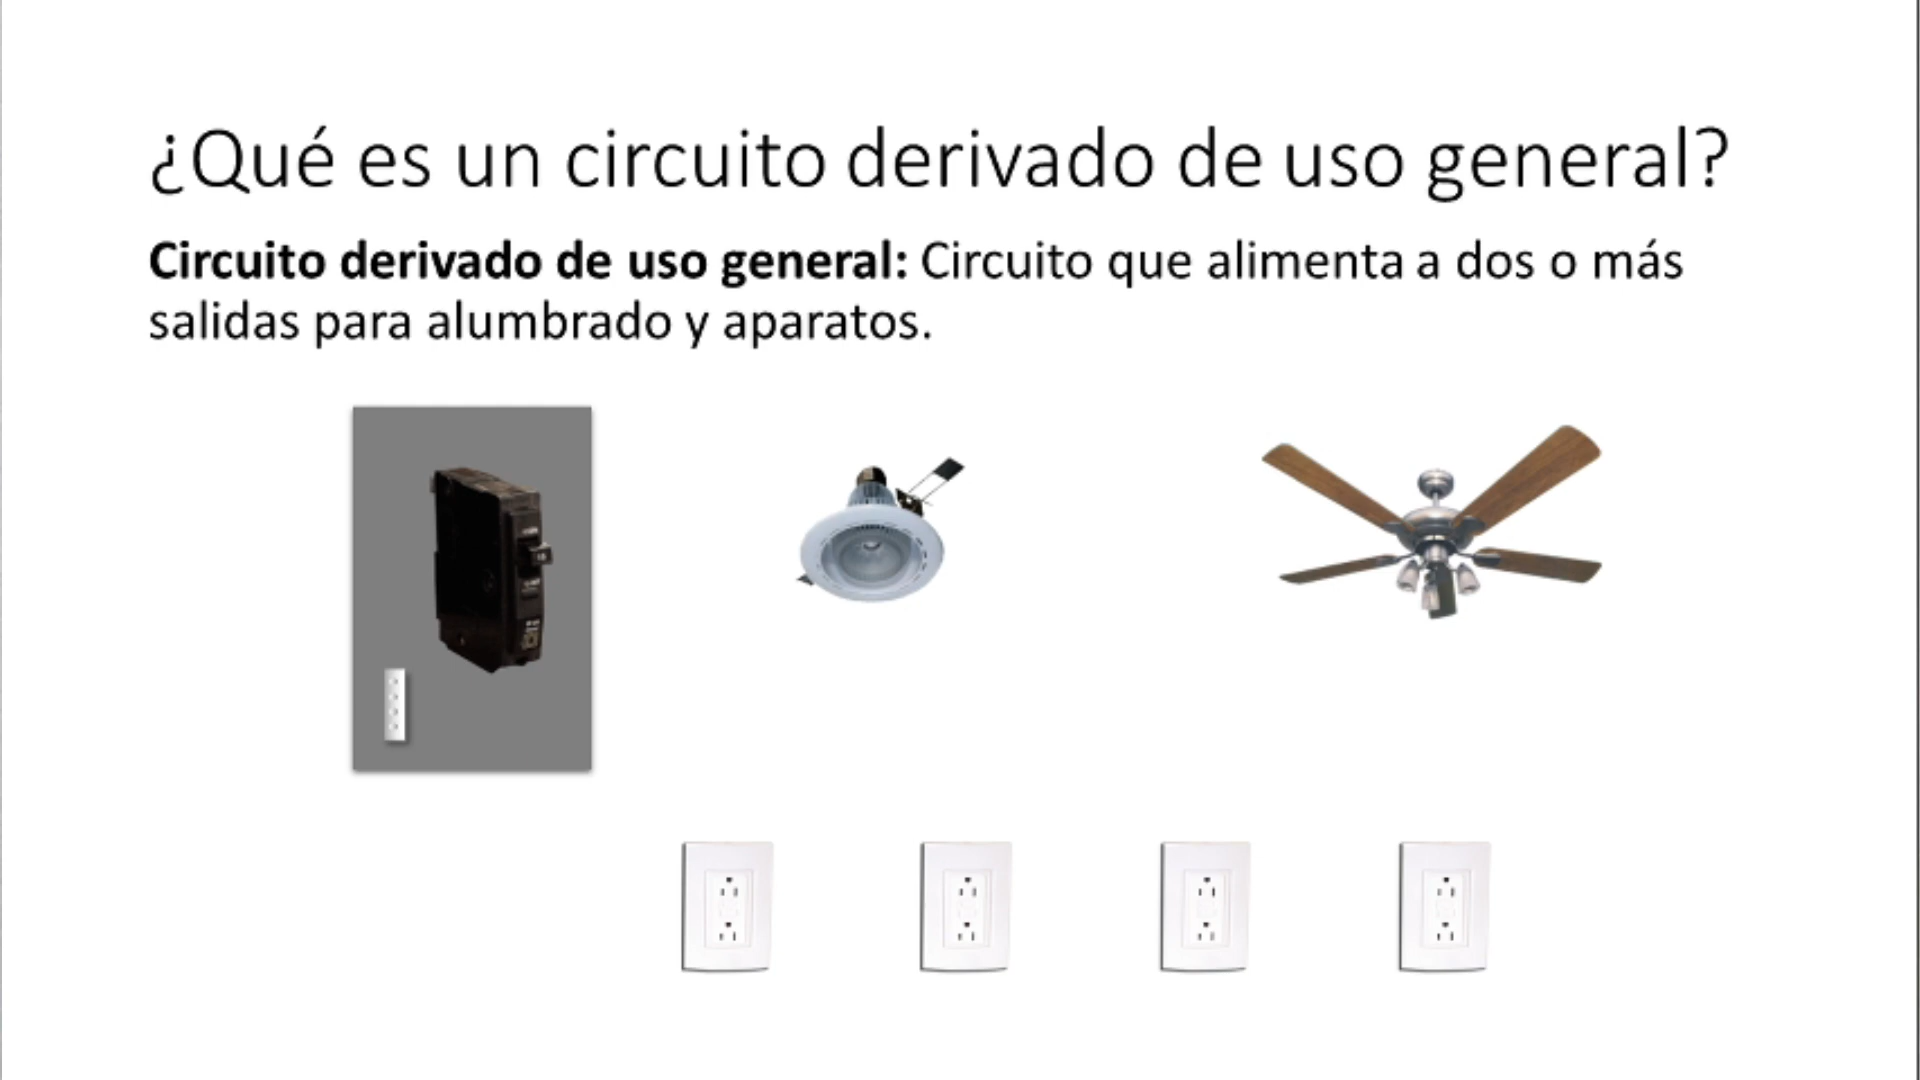 ¿Qué es un circuito derivado de uso general?
Circuito derivado de uso general: Circuito que alimenta a dos o más
salidas para alumbrado y aparatos.